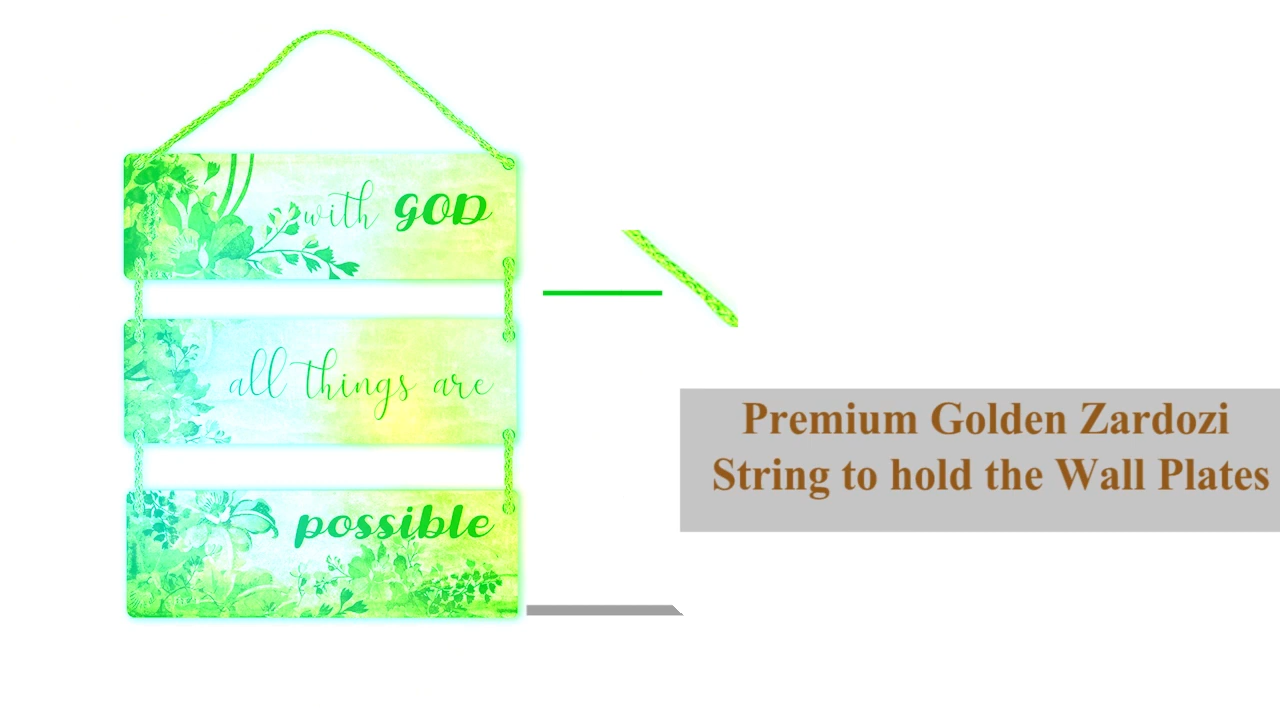 with GOD
all things are
possible
Premium Golden Zardozi
String to hold the Wall Plates